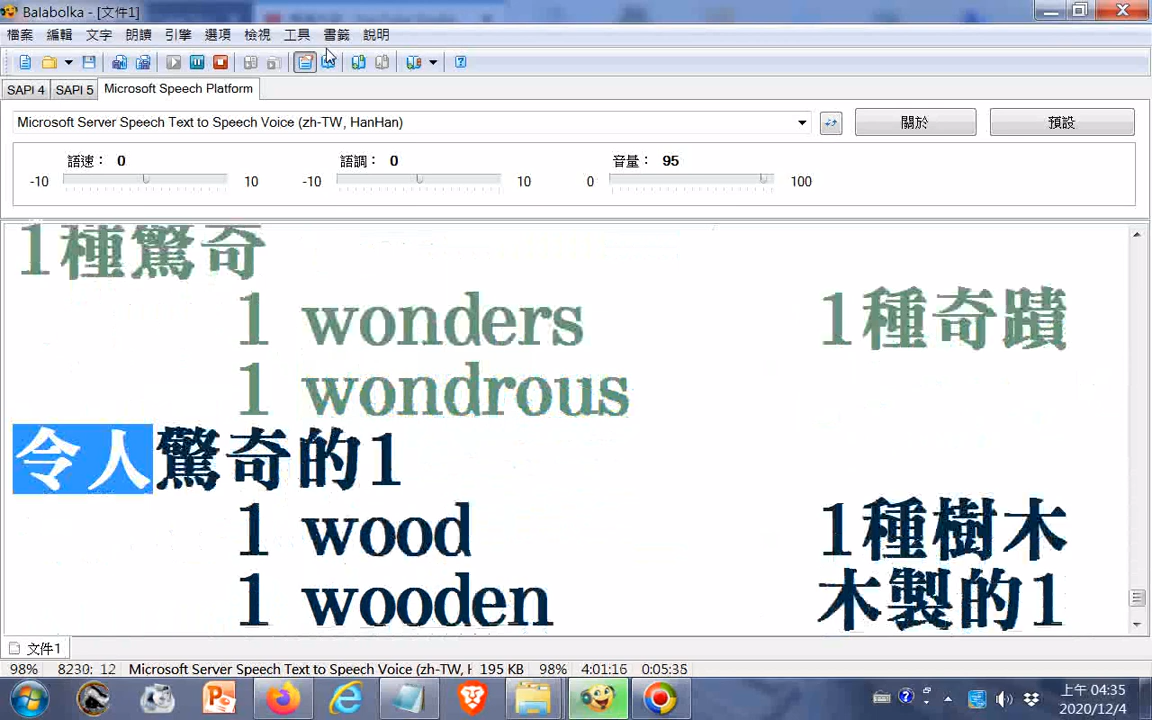 Balabolka - [文件1]
檔案 編輯 文字 朗讀 引擎 選項 檢視 工具 書籤 說明
SAPI 4 SAPI 5 Microsoft Speech Platform
Microsoft Server Speech Text to Speech Voice (zh-TW, HanHan) 關於 預設
語速： 0 語調： 0 音量： 95
-10 10 -10 10 0 100
1種驚奇
1 wonders 1種奇蹟
1 wondrous
令人驚奇的1
1 wood 1種樹木
1 wooden 木製的1
文件1
98% 8230: 12 Microsoft Server Speech Text to Speech Voice (zh-TW, 195 KB 98% 4:01:16 0:05:35
上午 04:35
2020/12/4